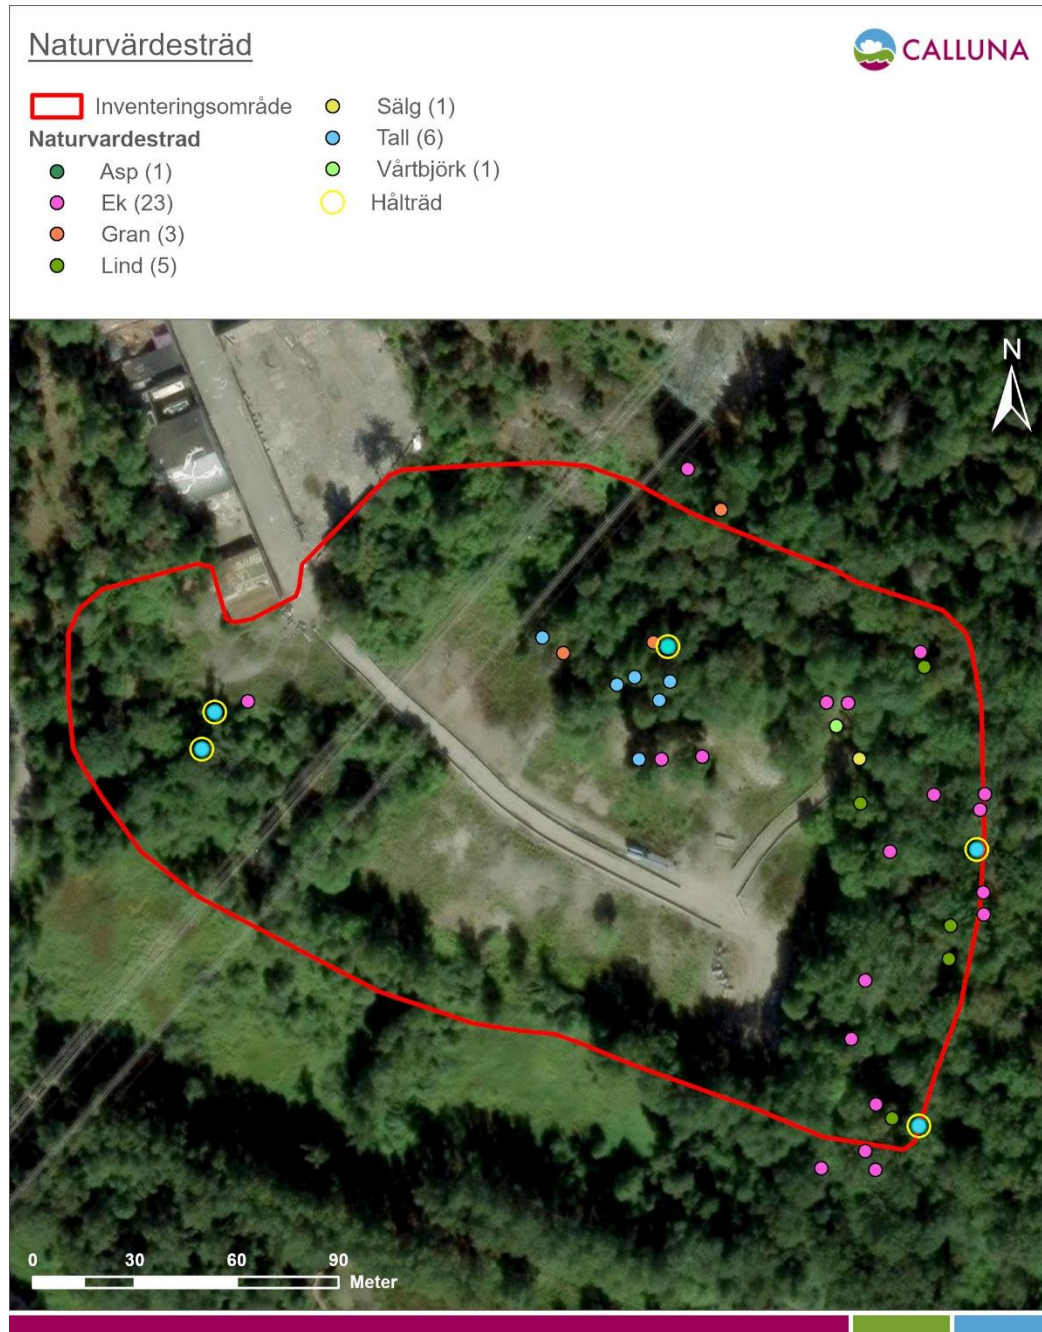 Naturvärdesträd
CALLUNA
Inventeringsområde
Naturvardestrad
Asp (1)
Ek (23)
Gran (3)
Lind (5)
Sälg (1)
Tall (6)
Vårtbjörk (1)
Hålträd
N
0 30 60 90
Meter